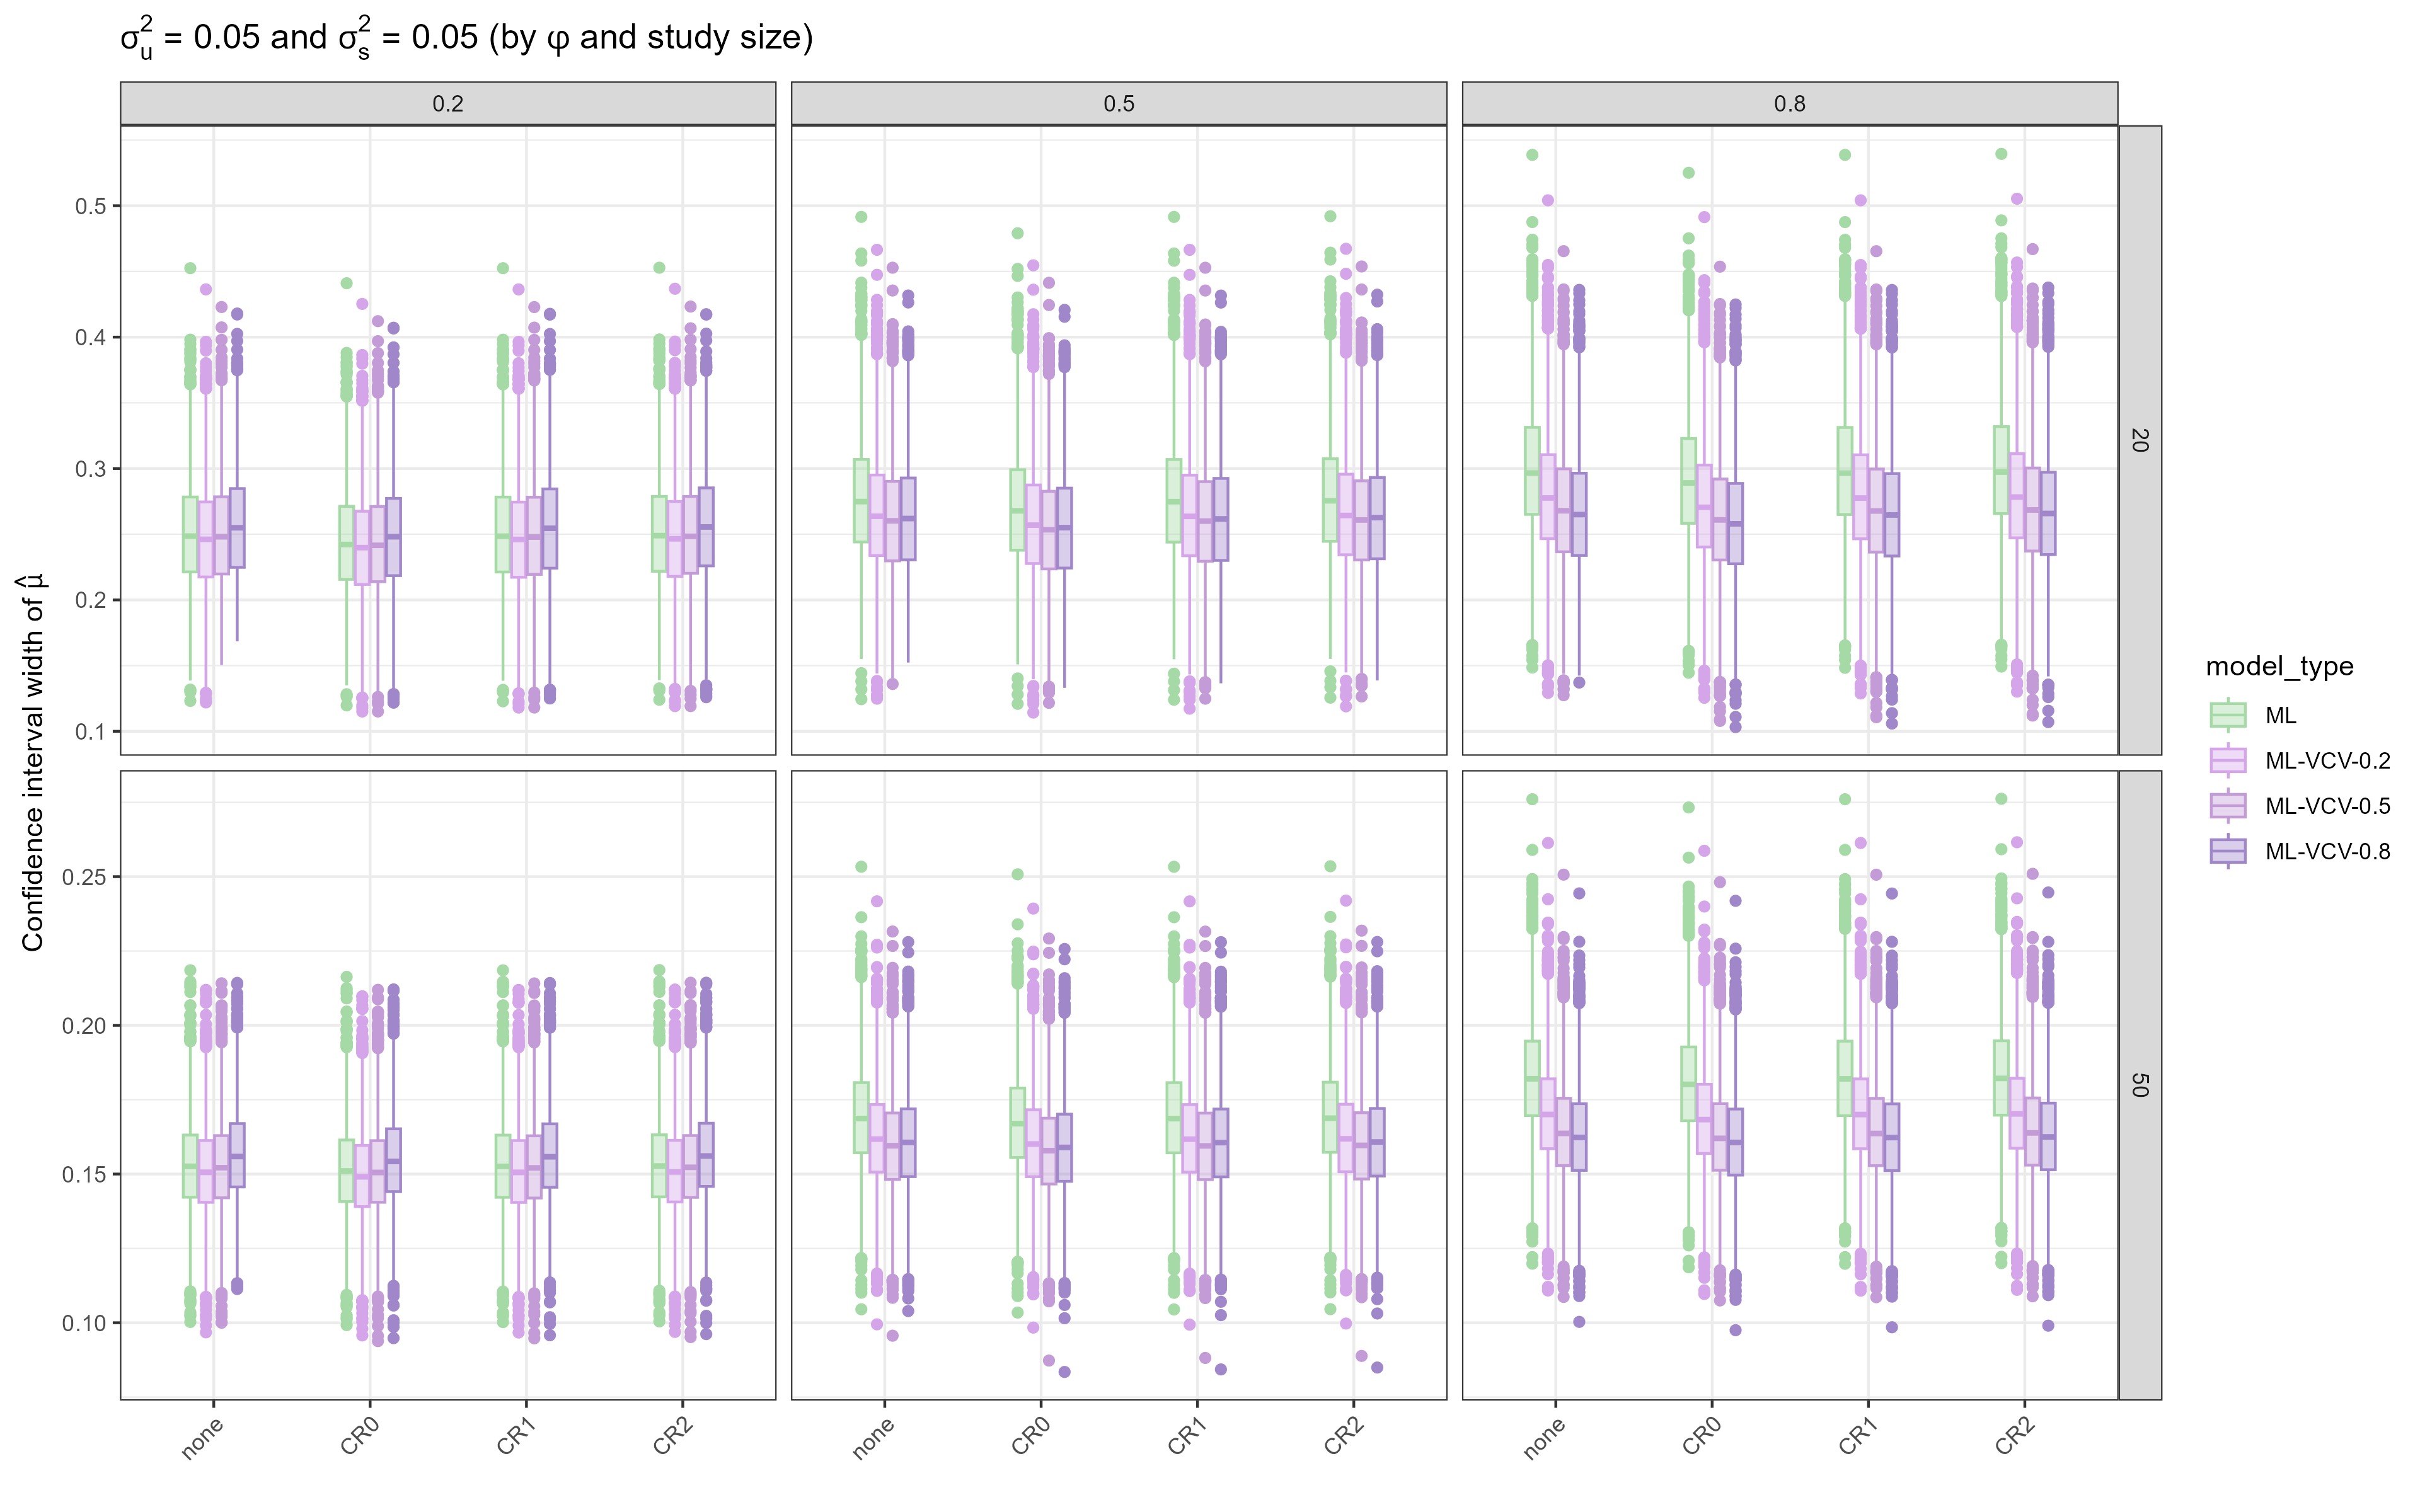 σ²ᵤ = 0.05 and σ²ₛ = 0.05 (by φ and study size)
0.2 0.5 0.8
0.5
0.4
0.3
0.2
0.1
20
0.25
0.20
0.15
0.10
50
Confidence interval width of μ̂
none CR0 CR1 CR2 none CR0 CR1 CR2 none CR0 CR1 CR2
model_type
ML
ML-VCV-0.2
ML-VCV-0.5
ML-VCV-0.8